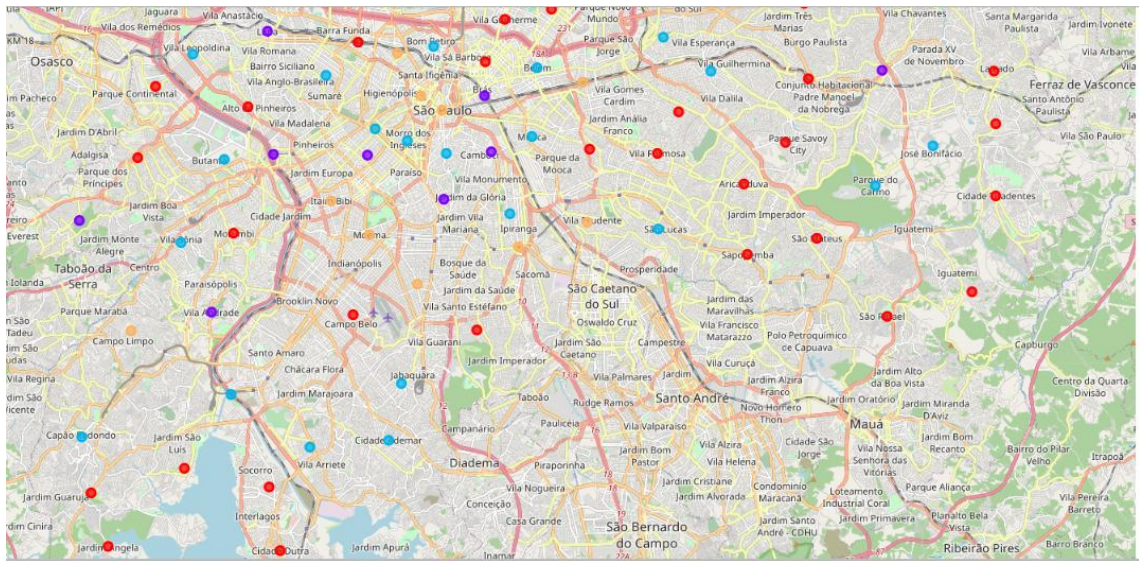 Jaguara
Vila Anastácio
Vila Guilherme
Parque Novo
Mundo
Jardim Três
Marias
Vila Chavantes
Santa Margarida
Paulista
Jardim Ivonete
Vila dos Remédios
Lapa
Barra Funda
231
KM 18
Vila Leopoldina
Vila Romana
Bom Retiro
18A
Parque São
Jorge
Vila Esperança
Burgo Paulista
Parada XV
de Novembro
Vila Arbame
Osasco
Bairro Siciliano
Vila Sá Barbosa
Belém
Vila Guilhermina
Lajeado
Vila Anglo-Brasileira
Santa Ifigênia
Parque Continental
Sumaré
Higienópolis
Brás
Vila Gomes
Cardim
Vila Dalila
Conjunto Habitacional
Padre Manoel
da Nóbrega
Ferraz de Vasconce
Santo Antônio
Paulista
Alto de Pinheiros
São Paulo
Vila Madalena
Jardim Anália
Franco
Jardim D'Abril
Morro dos
Ingleses
Mooca
Parque Savoy
City
Vila São Paulo
Adalgisa
Butantã
Pinheiros
Cambuci
Parque da
Mooca
Vila Formosa
José Bonifácio
Parque dos
Príncipes
Jardim Europa
Paraíso
Vila Monumento
Aricanduva
Parque do
Carmo
Cidade Tiradentes
Jardim Boa
Vista
Itaim Bibi
Jardim da Glória
Everest
Cidade Jardim
Jardim Vila
Mariana
Ipiranga
Vila Prudente
Jardim Imperador
Iguatemi
Jardim Monte
Alegre
Vila Sônia
Morumbi
Moema
São Lucas
São Mateus
Taboão da
Serra
Centro
Indianópolis
Bosque da
Saúde
Sacomã
Prosperidade
Sapopemba
Iguatemi
Jardim Iolanda
Paraisópolis
Jardim da Saúde
São Caetano
do Sul
Parque Marabá
Vila Andrade
Brooklin Novo
Vila Santo Estéfano
Jardim das
Maravilhas
Campo Belo
Oswaldo Cruz
Vila Francisco
Matarazzo
São Rafael
Campo Limpo
Vila Guarani
Jardim São
Caetano
Campestre
Polo Petroquímico
de Capuava
Capuburgo
Santo Amaro
Jardim Imperador
Vila Curuçá
Chácara Flora
Jabaquara
Vila Palmares
Jardim
Jardim Alzira
Franco
Jardim Alto
da Boa Vista
Centro da Quarta
Divisão
Vila Regina
Jardim Marajoara
Taboão
Rudge Ramos
Santo André
Novo Homero
Thon
Jardim Oratório
Jardim Miranda
D'Aviz
Campanário
Paulicéia
Vila Valparaiso
Mauá
Capão Redondo
Jardim São
Luis
Cidade Ademar
Vila Alzira
Cidade São
Jorge
Jardim Bom
Recanto
Bairro do Pilar
Velho
Itrapoã
Socorro
Vila Arriete
Diadema
Piraporinha
Jardim Bom
Pastor
Vila Helena
Vila Nossa
Senhora das
Vitórias
Jardim Guarujá
Vila Nogueira
Jardim Cristiane
Condomínio
Maracanã
Parque Aliança
Conceição
Jardim Alvorada
Loteamento
Industrial Coral
Vila Pereira
Barreto
Interlagos
Casa Grande
Jardim Primavera
Planalto Bela
Vista
Jardim Cinira
São Bernardo
do Campo
Jardim Santo
André - CDHU
Jardim Ângela
Cidade Dutra
Jardim Apurá
Inamar
22A
Ribeirão Pires
Bairro Branco